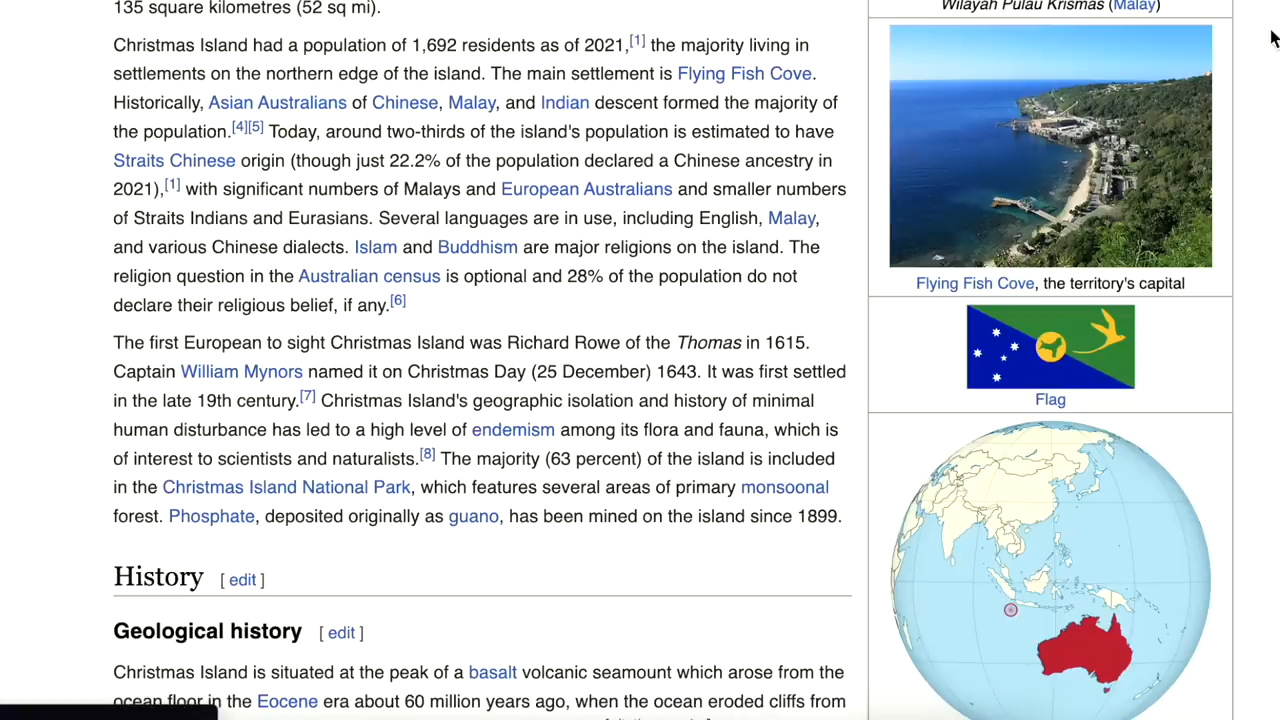 135 square kilometres (52 sq mi).
Wilayah Pulau Krismas (Malay)
Christmas Island had a population of 1,692 residents as of 2021,[1] the majority living in
settlements on the northern edge of the island. The main settlement is Flying Fish Cove.
Historically, Asian Australians of Chinese, Malay, and Indian descent formed the majority of
the population.[4][5] Today, around two-thirds of the island's population is estimated to have
Straits Chinese origin (though just 22.2% of the population declared a Chinese ancestry in
2021),[1] with significant numbers of Malays and European Australians and smaller numbers
of Straits Indians and Eurasians. Several languages are in use, including English, Malay,
and various Chinese dialects. Islam and Buddhism are major religions on the island. The
religion question in the Australian census is optional and 28% of the population do not
declare their religious belief, if any.[6]
The first European to sight Christmas Island was Richard Rowe of the Thomas in 1615.
Captain William Mynors named it on Christmas Day (25 December) 1643. It was first settled
in the late 19th century.[7] Christmas Island's geographic isolation and history of minimal
human disturbance has led to a high level of endemism among its flora and fauna, which is
of interest to scientists and naturalists.[8] The majority (63 percent) of the island is included
in the Christmas Island National Park, which features several areas of primary monsoonal
forest. Phosphate, deposited originally as guano, has been mined on the island since 1899.
History [ edit ]
Geological history [ edit ]
Christmas Island is situated at the peak of a basalt volcanic seamount which arose from the
ocean floor in the Eocene era about 60 million years ago, when the ocean eroded cliffs from
Flying Fish Cove, the territory's capital
Flag